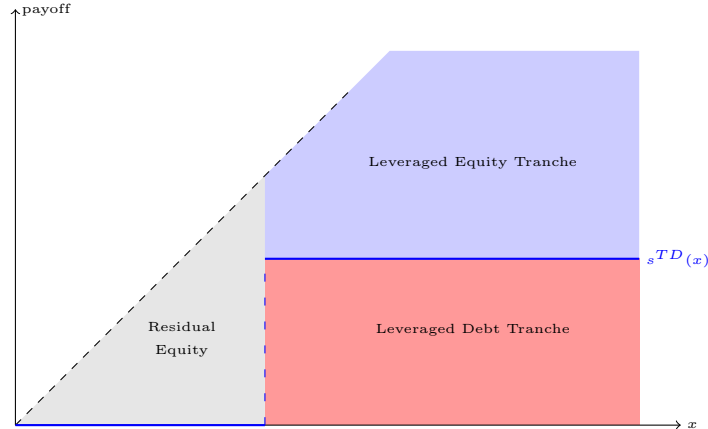 payoff
Leveraged Equity Tranche
s^{TD}(x)
Residual
Equity
Leveraged Debt Tranche
x